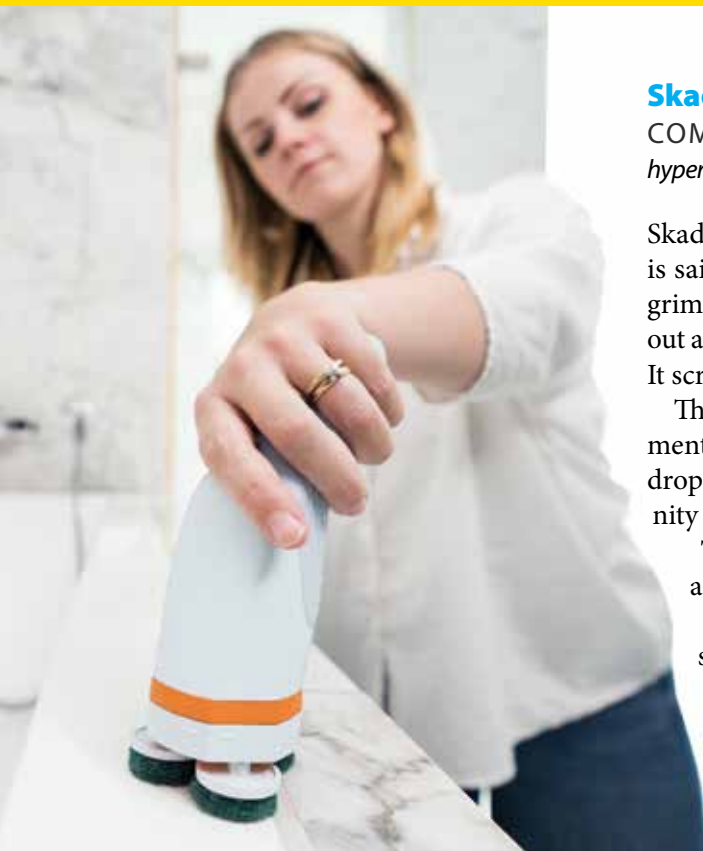 Skad
COM
hyper
Skad
is sai
grim
out a
It scr
Th
ment
drop
nity
T
a
s